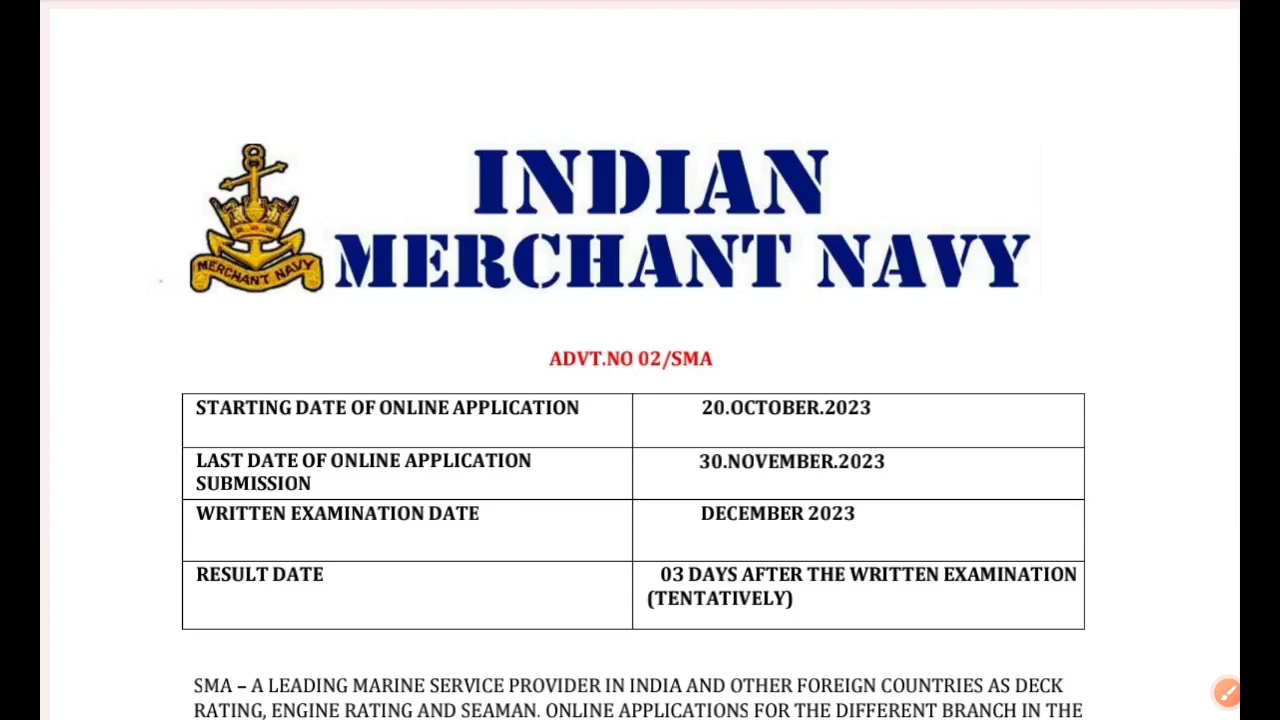 INDIAN
MERCHANT NAVY
MERCHANT NAVY
ADVT.NO 02/SMA
STARTING DATE OF ONLINE APPLICATION
20.OCTOBER.2023
LAST DATE OF ONLINE APPLICATION
SUBMISSION
30.NOVEMBER.2023
WRITTEN EXAMINATION DATE
DECEMBER 2023
RESULT DATE
03 DAYS AFTER THE WRITTEN EXAMINATION
(TENTATIVELY)
SMA – A LEADING MARINE SERVICE PROVIDER IN INDIA AND OTHER FOREIGN COUNTRIES AS DECK
RATING, ENGINE RATING AND SEAMAN. ONLINE APPLICATIONS FOR THE DIFFERENT BRANCH IN THE